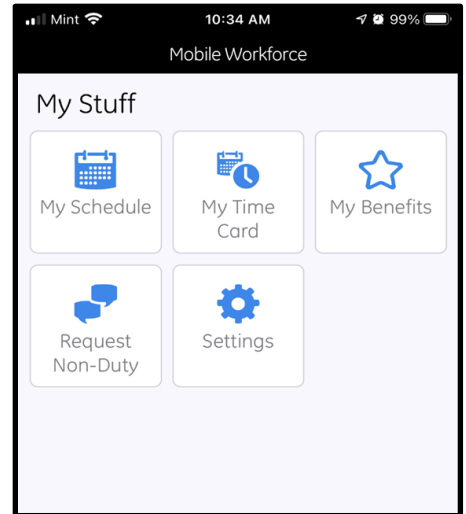 Mint 10:34 AM 99%
Mobile Workforce
My Stuff
My Schedule My Time My Benefits
Card
Request Settings
Non-Duty